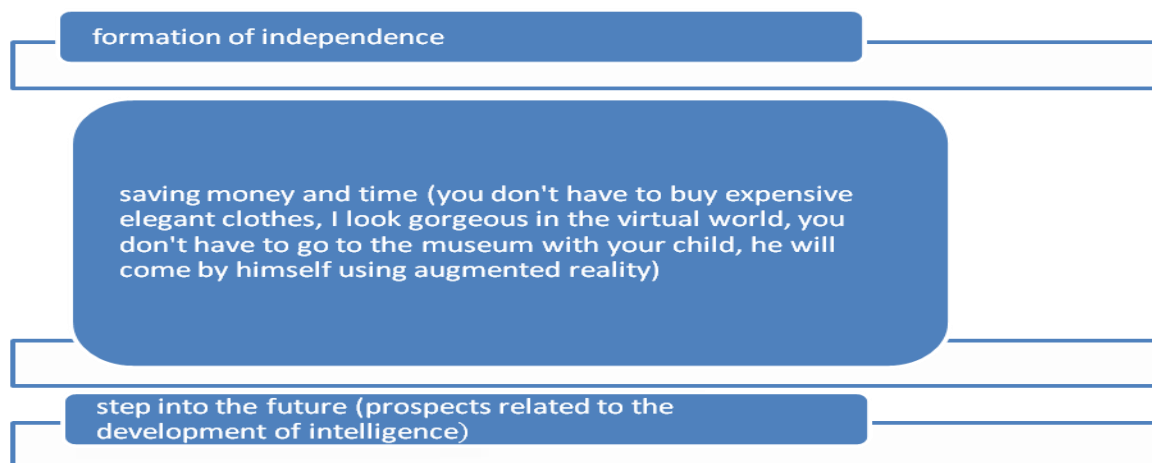 formation of independence
saving money and time (you don't have to buy expensive
elegant clothes, I look gorgeous in the virtual world, you
don't have to go to the museum with your child, he will
come by himself using augmented reality)
step into the future (prospects related to the
development of intelligence)